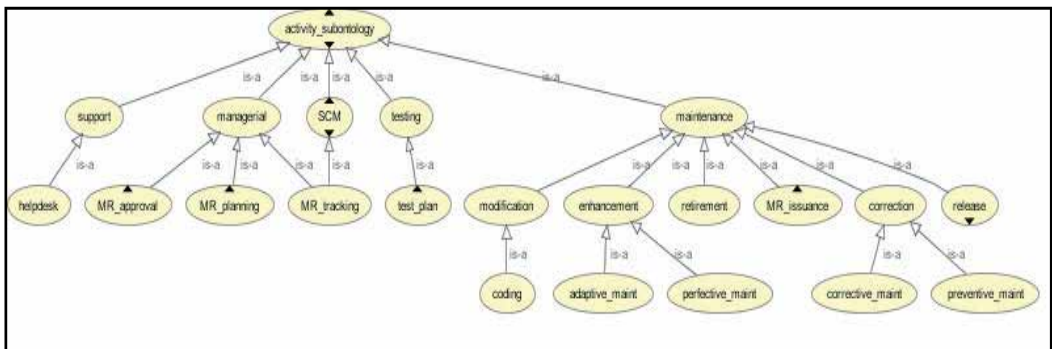 activity_subontology
is-a is-a is-a is-a is-a
support managerial SCM testing maintenance
is-a is-a is-a is-a is-a is-a is-a is-a is-a is-a is-a
helpdesk MR_approval MR_planning MR_tracking test_plan modification enhancement retirement MR_issuance correction release
is-a is-a is-a is-a is-a
coding adaptive_maint perfective_maint corrective_maint preventive_maint